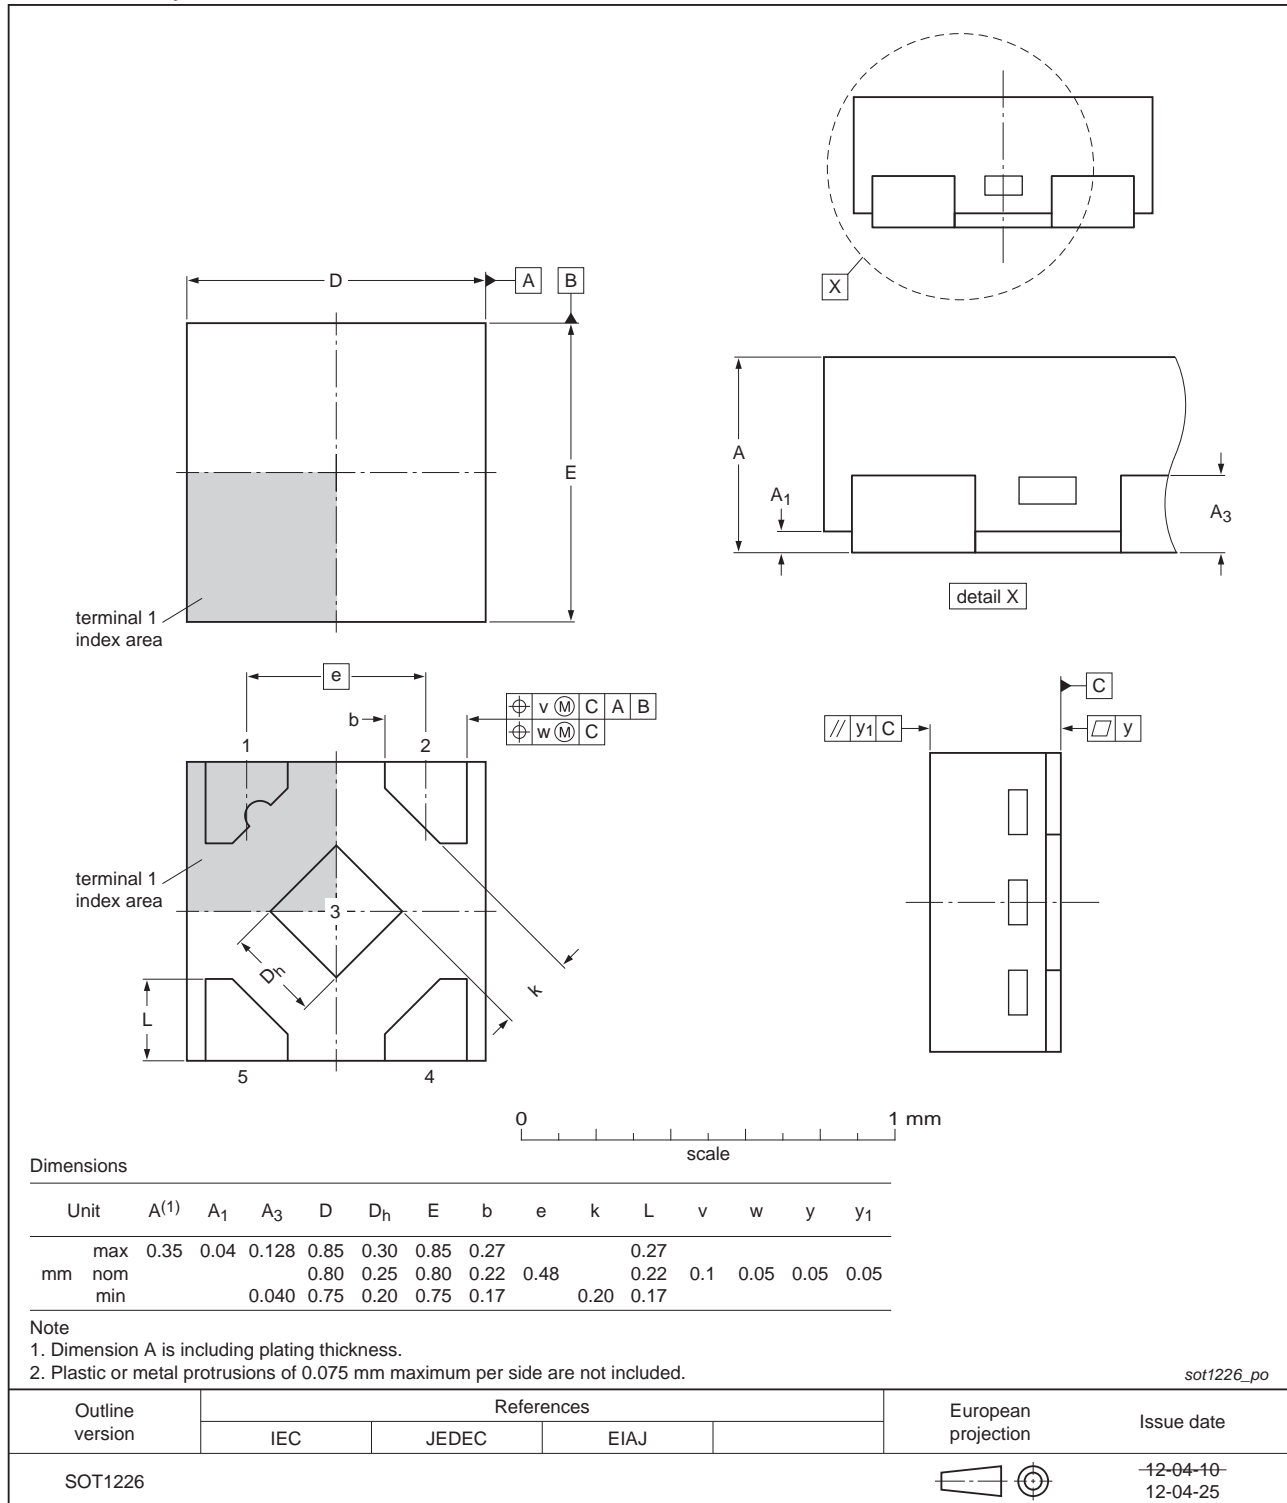 X
D
A
B
E
terminal 1
index area
A
A1
A3
detail X
e
b
v M C A B
w M C
1
2
terminal 1
index area
3
Dh
k
L
5
4
// y1 C
C
y
0
1 mm
scale
Dimensions
Unit A(1) A1 A3 D Dh E b e k L v w y y1
max 0.35 0.04 0.128 0.85 0.30 0.85 0.27 0.27
mm nom 0.80 0.25 0.80 0.22 0.48 0.22 0.1 0.05 0.05 0.05
min 0.040 0.75 0.20 0.75 0.17 0.20 0.17
Note
1. Dimension A is including plating thickness.
2. Plastic or metal protrusions of 0.075 mm maximum per side are not included.
sot1226_po
Outline
version
References
IEC JEDEC EIAJ
European
projection
Issue date
SOT1226
12-04-10
12-04-25